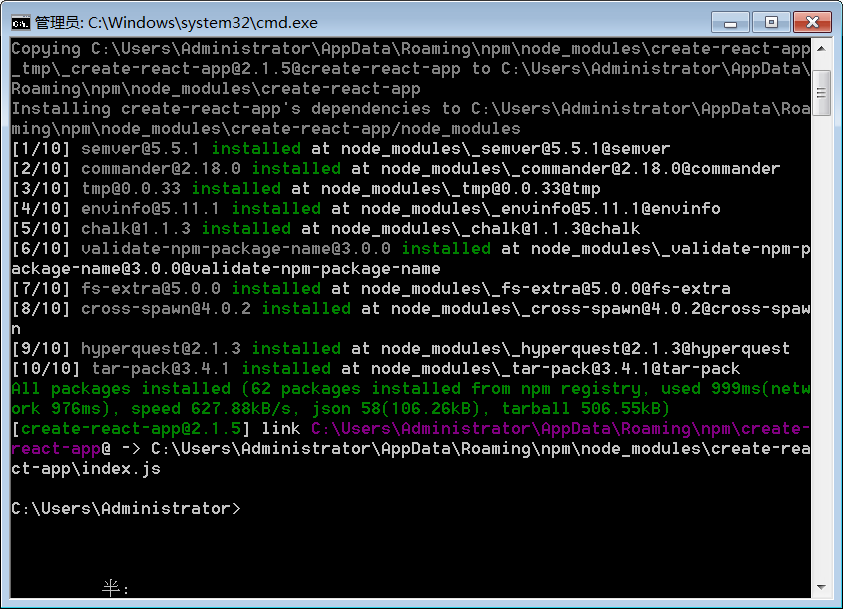 管理员: C:\Windows\system32\cmd.exe
Copying C:\Users\Administrator\AppData\Roaming\npm\node_modules\create-react-app
_tmp\_create-react-app@2.1.5@create-react-app to C:\Users\Administrator\AppData\
Roaming\npm\node_modules\create-react-app
Installing create-react-app's dependencies to C:\Users\Administrator\AppData\Roa
ming\npm\node_modules\create-react-app/node_modules
[1/10] semver@5.5.1 installed at node_modules\_semver@5.5.1@semver
[2/10] commander@2.18.0 installed at node_modules\_commander@2.18.0@commander
[3/10] tmp@0.0.33 installed at node_modules\_tmp@0.0.33@tmp
[4/10] envinfo@5.11.1 installed at node_modules\_envinfo@5.11.1@envinfo
[5/10] chalk@1.1.3 installed at node_modules\_chalk@1.1.3@chalk
[6/10] validate-npm-package-name@3.0.0 installed at node_modules\_validate-npm-p
ackage-name@3.0.0@validate-npm-package-name
[7/10] fs-extra@5.0.0 installed at node_modules\_fs-extra@5.0.0@fs-extra
[8/10] cross-spawn@4.0.2 installed at node_modules\_cross-spawn@4.0.2@cross-spaw
n
[9/10] hyperquest@2.1.3 installed at node_modules\_hyperquest@2.1.3@hyperquest
[10/10] tar-pack@3.4.1 installed at node_modules\_tar-pack@3.4.1@tar-pack
All packages installed (62 packages installed from npm registry, used 999ms(netw
ork 976ms), speed 627.88kB/s, json 58(106.26kB), tarball 506.55kB)
[create-react-app@2.1.5] link C:\Users\Administrator\AppData\Roaming\npm\create-
react-app@ -> C:\Users\Administrator\AppData\Roaming\npm\node_modules\create-rea
ct-app\index.js
C:\Users\Administrator>
半: